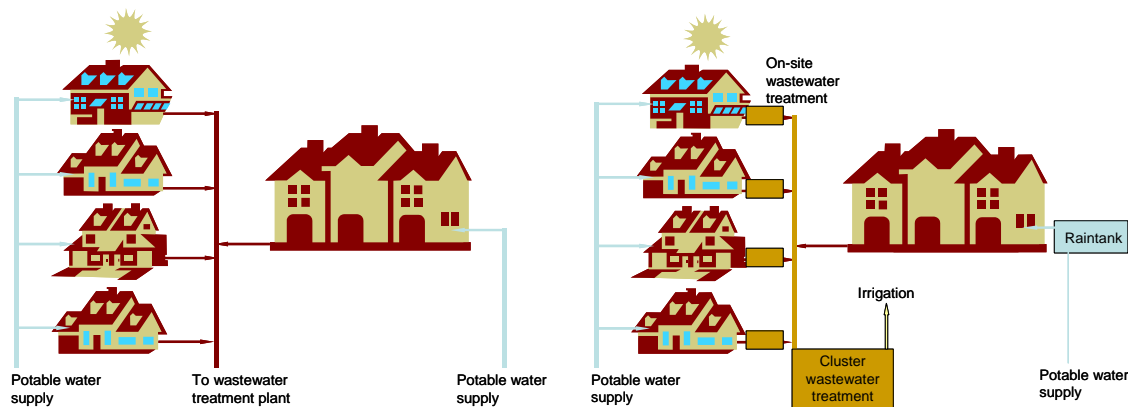 Potable water
supply
To wastewater
treatment plant
Potable water
supply
On-site
wastewater
treatment
Raintank
Irrigation
Cluster
wastewater
treatment
Potable water
supply
Potable water
supply